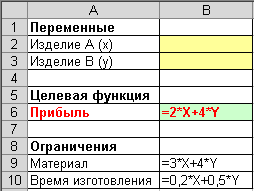 A B
1 Переменные
2 Изделие А (x)
3 Изделие В (y)
4
5 Целевая функция
6 Прибыль =2*X+4*Y
7
8 Ограничения
9 Материал =3*X+4*Y
10 Время изготовления =0,2*X+0,5*Y